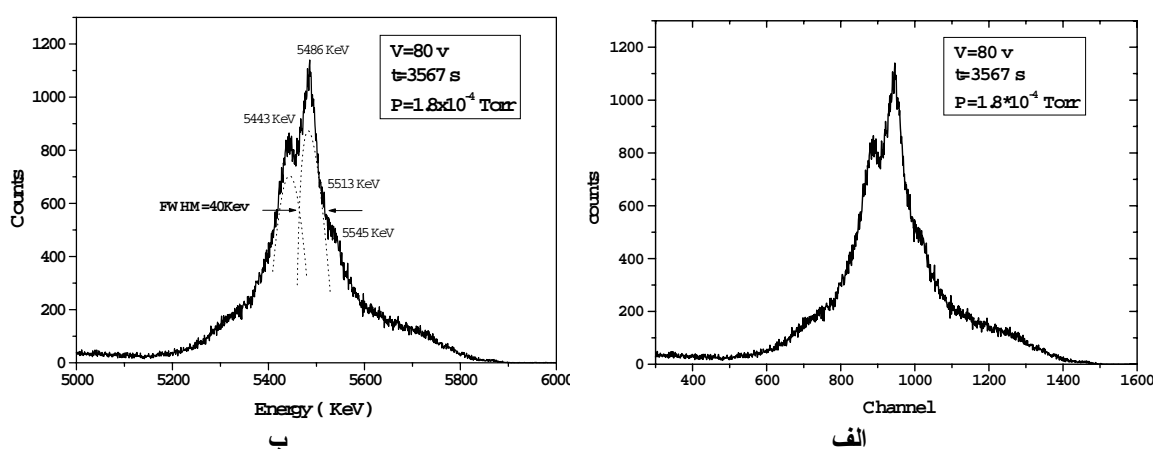 1200
1000
800
600
400
200
0
Counts
5486 KeV
5443 KeV
5513 KeV
FWHM=40Kev
5545 KeV
V=80 v
t=3567 s
P=1.8x10⁻⁴ Torr
5000 5200 5400 5600 5800 6000
Energy ( KeV)
ب
1200
1000
800
600
400
200
0
counts
V=80 v
t=3567 s
P=1.8*10⁻⁴ Torr
400 600 800 1000 1200 1400 1600
Channel
الف